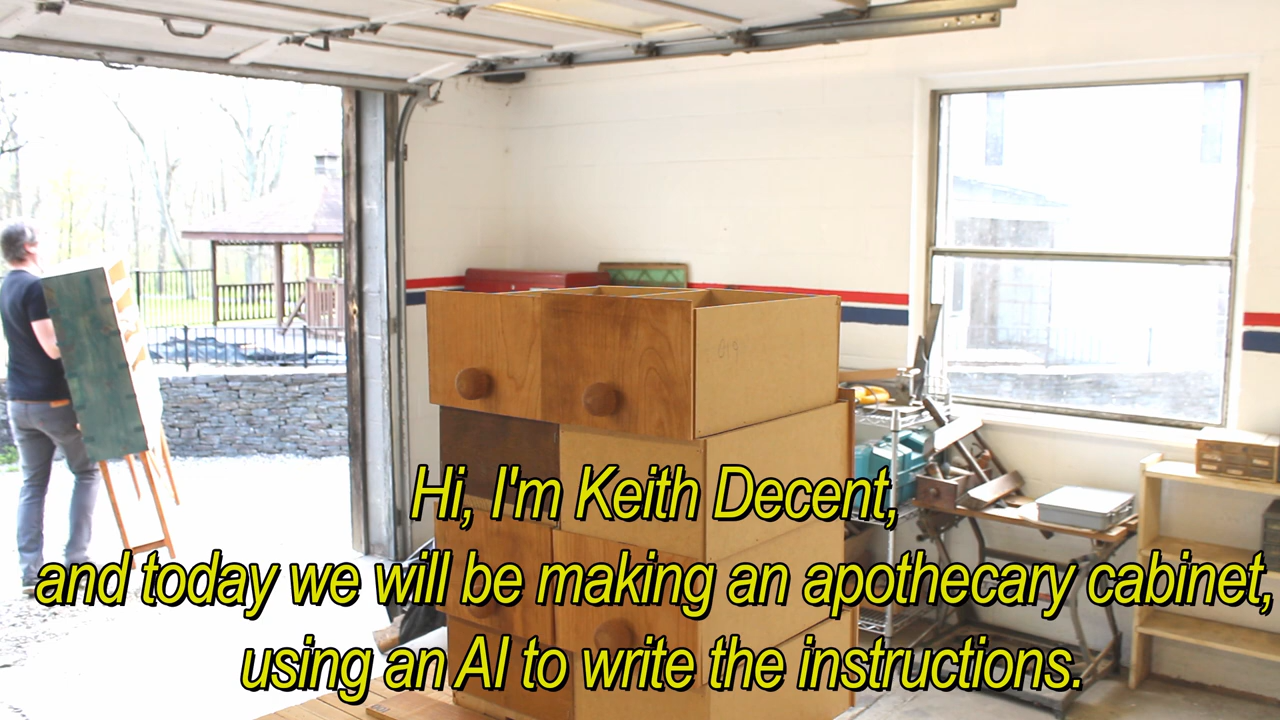 Hi, I'm Keith Decent,
and today we will be making an apothecary cabinet,
using an AI to write the instructions.